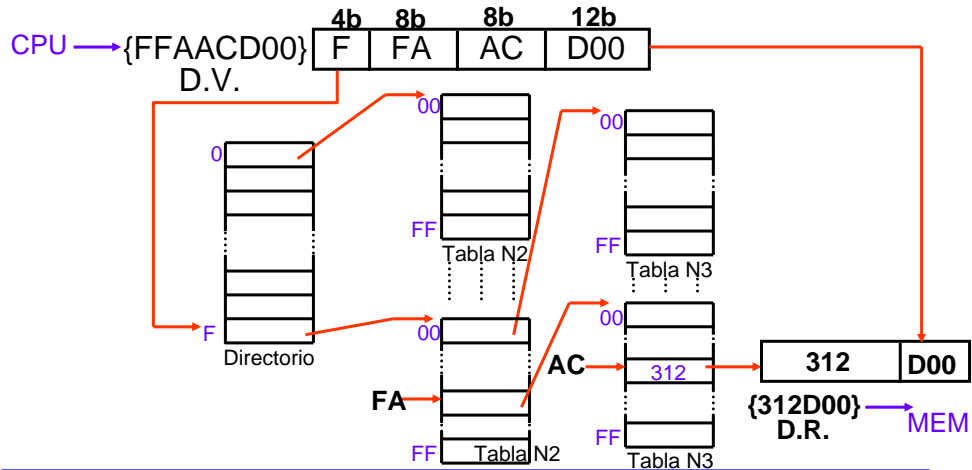 4b 8b 8b 12b
CPU {FFAACD00} F FA AC D00
D.V.
00
00
0
FF
Tabla N2
FF
Tabla N3
F
Directorio
00
00
AC
312
312 D00
FA
{312D00} MEM
D.R.
FF
Tabla N2
FF
Tabla N3